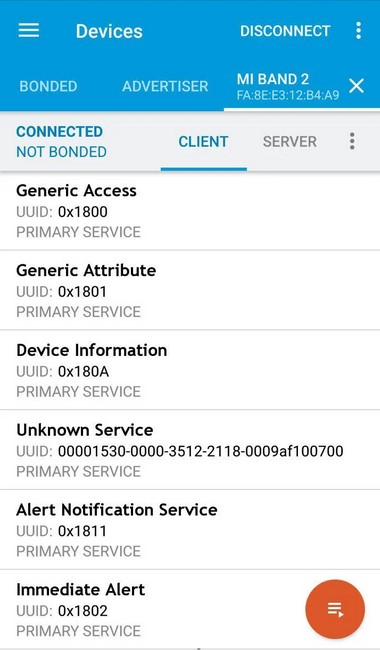 Devices
DISCONNECT
BONDED
ADVERTISER
MI BAND 2
FA:8E:E3:12:B4:A9
CONNECTED
NOT BONDED
CLIENT
SERVER
Generic Access
UUID: 0x1800
PRIMARY SERVICE
Generic Attribute
UUID: 0x1801
PRIMARY SERVICE
Device Information
UUID: 0x180A
PRIMARY SERVICE
Unknown Service
UUID: 00001530-0000-3512-2118-0009af100700
PRIMARY SERVICE
Alert Notification Service
UUID: 0x1811
PRIMARY SERVICE
Immediate Alert
UUID: 0x1802
PRIMARY SERVICE